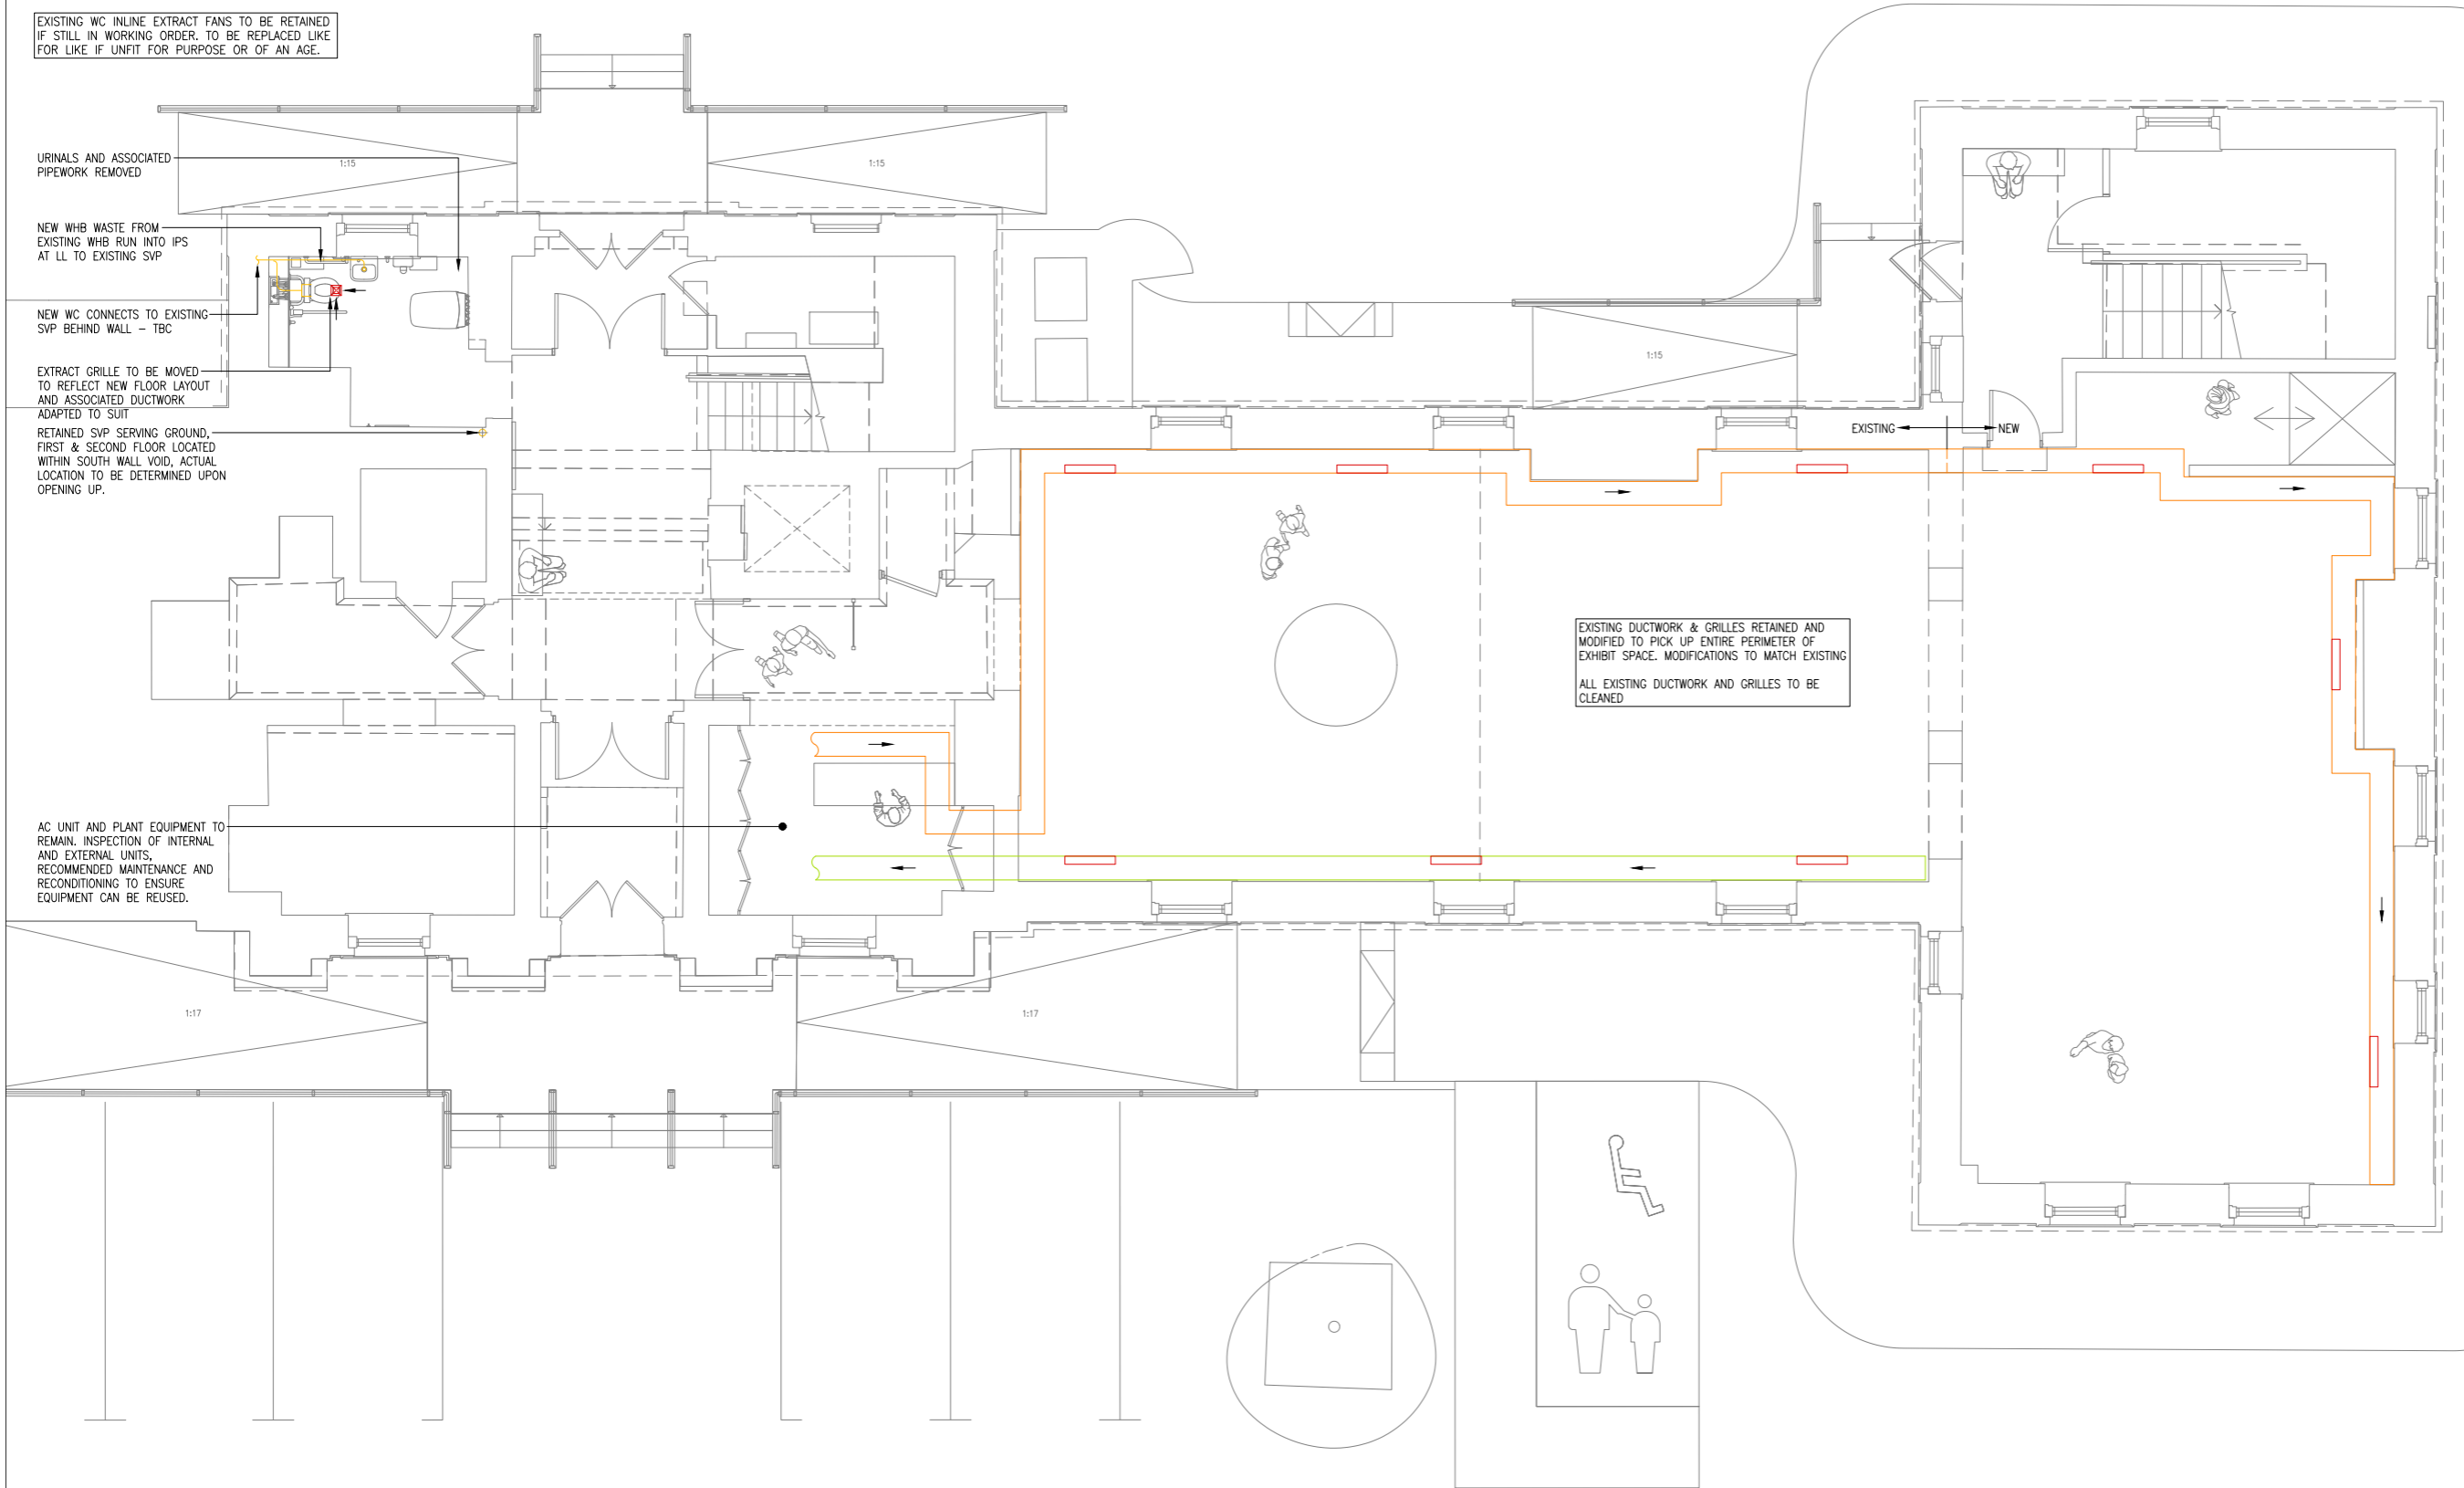 EXISTING WC INLINE EXTRACT FANS TO BE RETAINED
IF STILL IN WORKING ORDER. TO BE REPLACED LIKE
FOR LIKE IF UNFIT FOR PURPOSE OR OF AN AGE.
URINALS AND ASSOCIATED
PIPEWORK REMOVED
1:15
1:15
NEW WHB WASTE FROM
EXISTING WHB RUN INTO IPS
AT LL TO EXISTING SVP
NEW WC CONNECTS TO EXISTING
SVP BEHIND WALL – TBC
1:15
EXTRACT GRILLE TO BE MOVED
TO REFLECT NEW FLOOR LAYOUT
AND ASSOCIATED DUCTWORK
ADAPTED TO SUIT
RETAINED SVP SERVING GROUND,
FIRST & SECOND FLOOR LOCATED
WITHIN SOUTH WALL VOID, ACTUAL
LOCATION TO BE DETERMINED UPON
OPENING UP.
EXISTING
NEW
EXISTING DUCTWORK & GRILLES RETAINED AND
MODIFIED TO PICK UP ENTIRE PERIMETER OF
EXHIBIT SPACE. MODIFICATIONS TO MATCH EXISTING
ALL EXISTING DUCTWORK AND GRILLES TO BE
CLEANED
AC UNIT AND PLANT EQUIPMENT TO
REMAIN. INSPECTION OF INTERNAL
AND EXTERNAL UNITS,
RECOMMENDED MAINTENANCE AND
RECONDITIONING TO ENSURE
EQUIPMENT CAN BE REUSED.
1:17
1:17